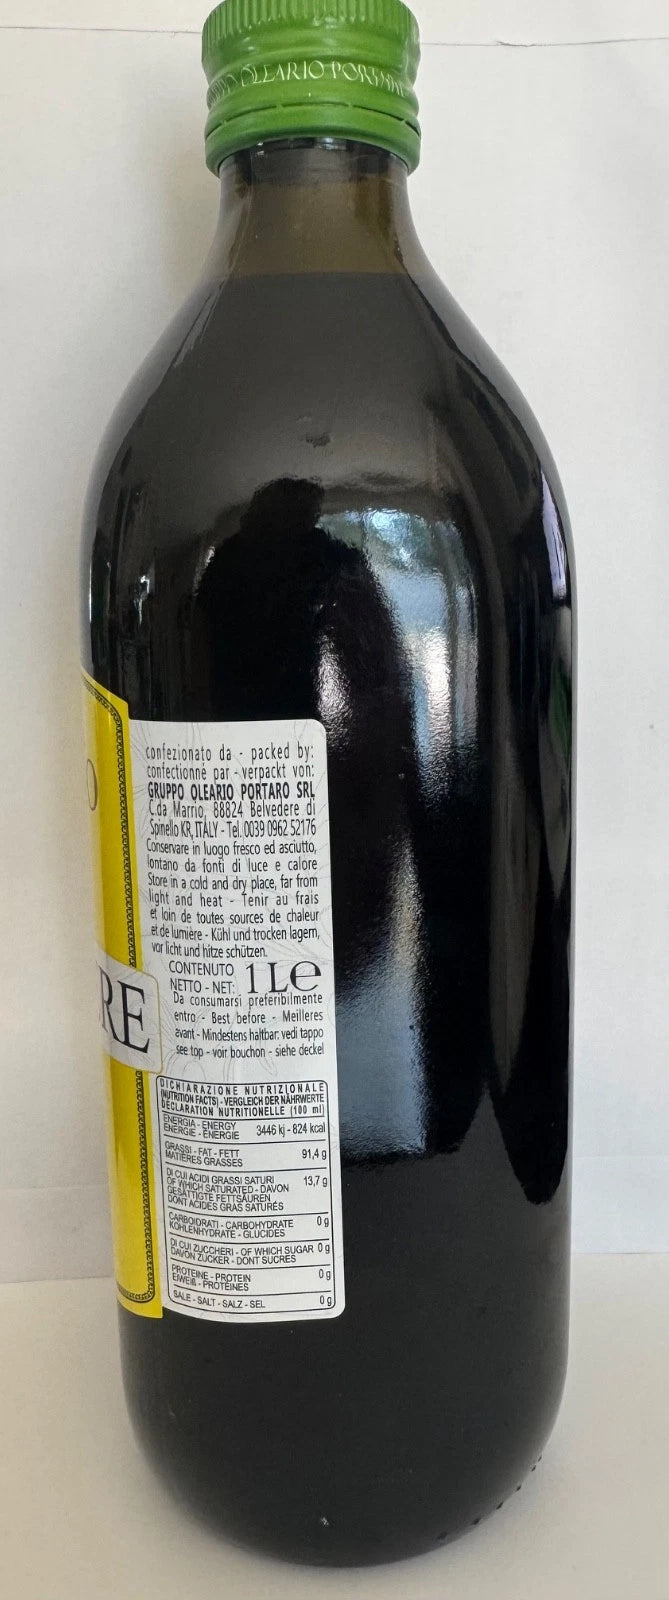 OLEARIO PORTARO
O
RE
confezionato da - packed by:
confectionné par - verpackt von:
GRUPPO OLEARIO PORTARO SRL
C.da Marrio, 88824 Belvedere di
Spinello KR, ITALY - Tel. 0039 0962 52176
Conservare in luogo fresco ed asciutto,
lontano da fonti di luce e calore
Store in a cold and dry place, far from
light and heat - Tenir au frais
et loin de toutes sources de chaleur
et de lumière - Kühl und trocken lagern,
vor licht und hitze schützen.
CONTENUTO
NETTO - NET: 1 L e
Da consumarsi preferibilmente
entro - Best before - Meilleres
avant - Mindestens haltbar: vedi tappo
see top - voir bouchon - siehe deckel
DICHIARAZIONE NUTRIZIONALE
(NUTRITION FACTS) - VERGLEICH DER NÄHRWERTE
DÉCLARATION NUTRITIONELLE (100 ml)
ENERGIA - ENERGY
ENERGIE - ÉNERGIE 3446 kj - 824 kcal
GRASSI - FAT - FETT
MATIÈRES GRASSES 91,4 g
DI CUI ACIDI GRASSI SATURI
OF WHICH SATURATED - DAVON
GESÄTTIGTE FETTSÄUREN
DONT ACIDES GRAS SATURÉS 13,7 g
CARBOIDRATI - CARBOHYDRATE
KOHLENHYDRATE - GLUCIDES 0 g
DI CUI ZUCCHERI - OF WHICH SUGAR
DAVON ZUCKER - DONT SUCRES 0 g
PROTEINE - PROTEIN
EIWEIß - PROTÉINES 0 g
SALE - SALT - SALZ - SEL 0 g